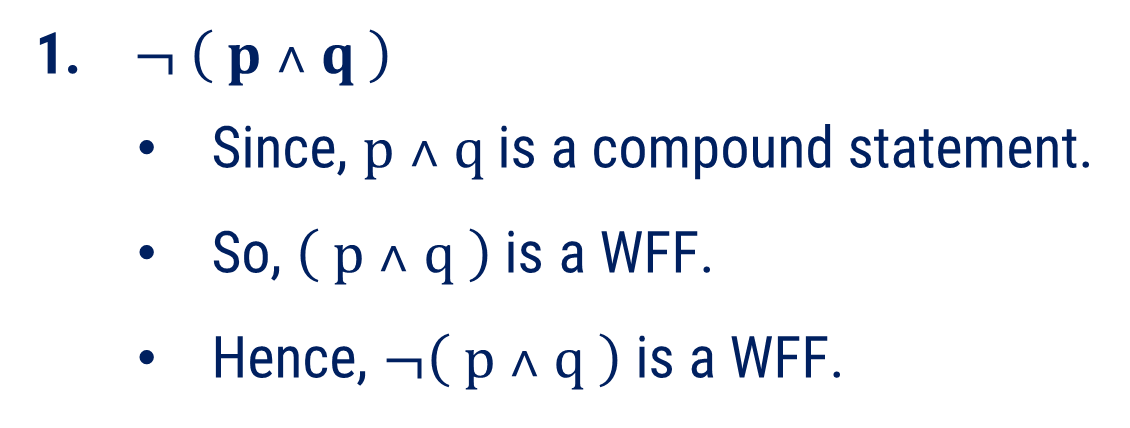 1. ¬ ( p ∧ q )
• Since, p ∧ q is a compound statement.
• So, ( p ∧ q ) is a WFF.
• Hence, ¬( p ∧ q ) is a WFF.